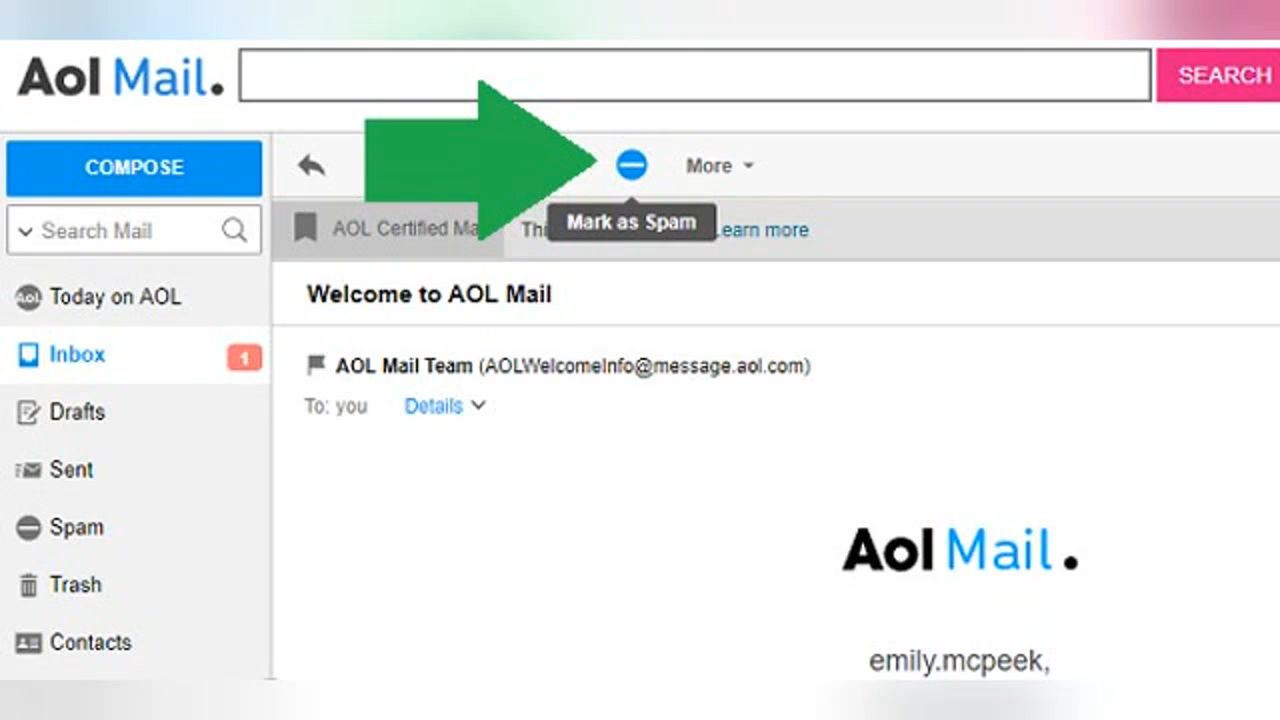 Aol Mail.
SEARCH
COMPOSE
More
Search Mail
AOL Certified
Mark as Spam
Learn more
Today on AOL
Welcome to AOL Mail
Inbox
1
AOL Mail Team (AOLWelcomeInfo@message.aol.com)
To: you
Details
Drafts
Sent
Spam
Aol Mail.
Trash
Contacts
emily.mcpeek,